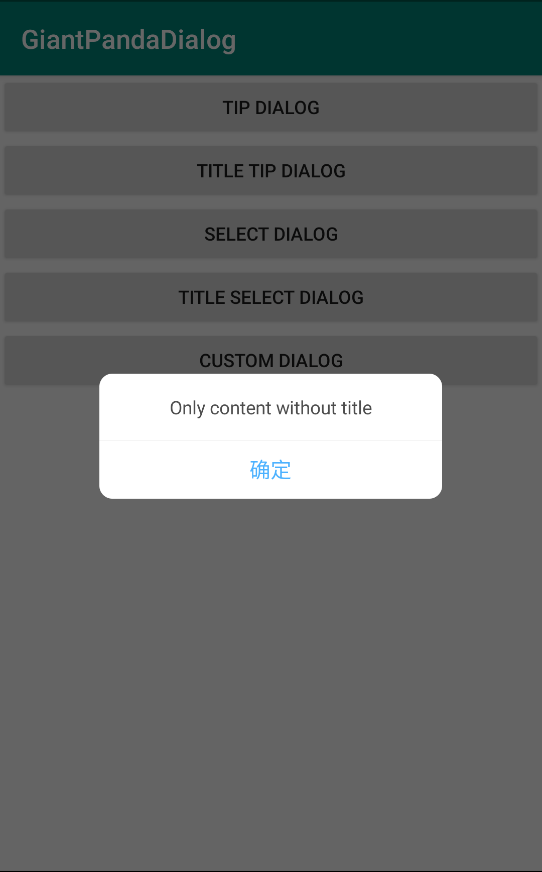 GiantPandaDialog
TIP DIALOG
TITLE TIP DIALOG
SELECT DIALOG
TITLE SELECT DIALOG
CUSTOM DIALOG
Only content without title
确定